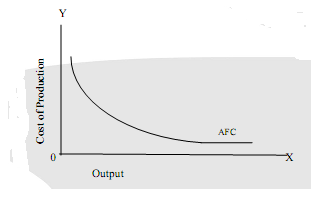 Y
Cost of Production
AFC
0
X
Output